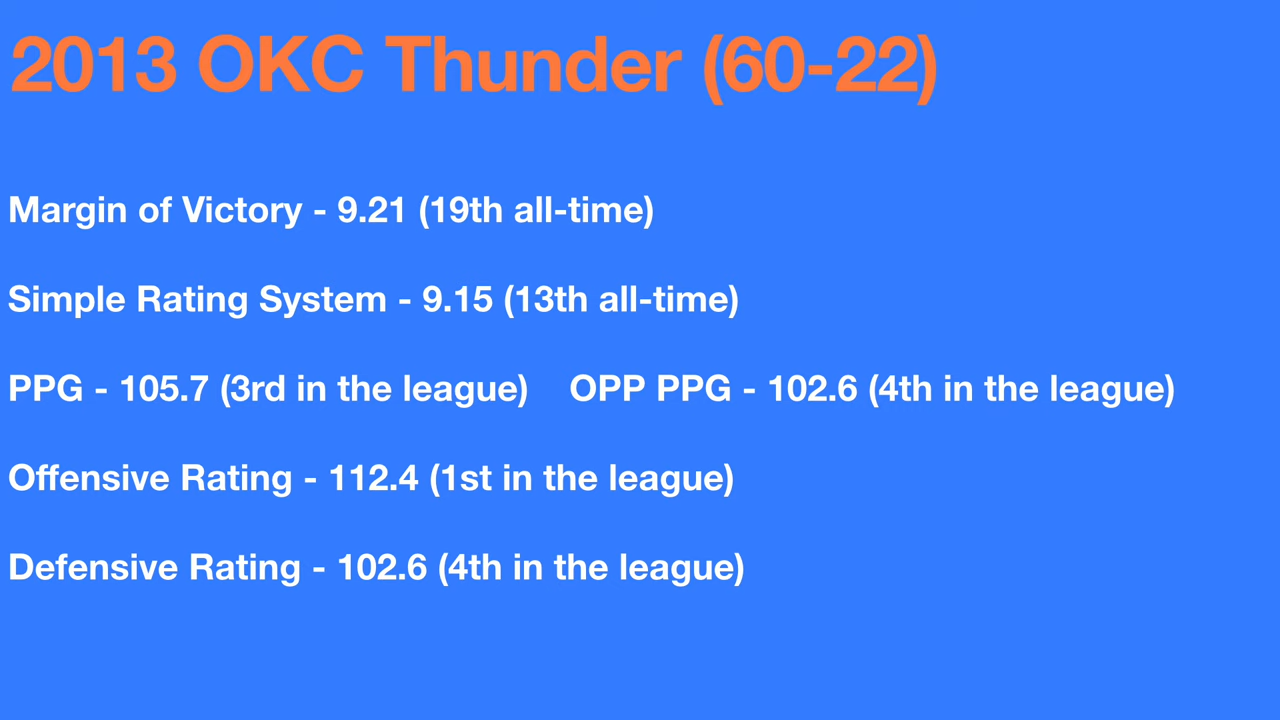 2013 OKC Thunder (60-22)
Margin of Victory - 9.21 (19th all-time)
Simple Rating System - 9.15 (13th all-time)
PPG - 105.7 (3rd in the league) OPP PPG - 102.6 (4th in the league)
Offensive Rating - 112.4 (1st in the league)
Defensive Rating - 102.6 (4th in the league)